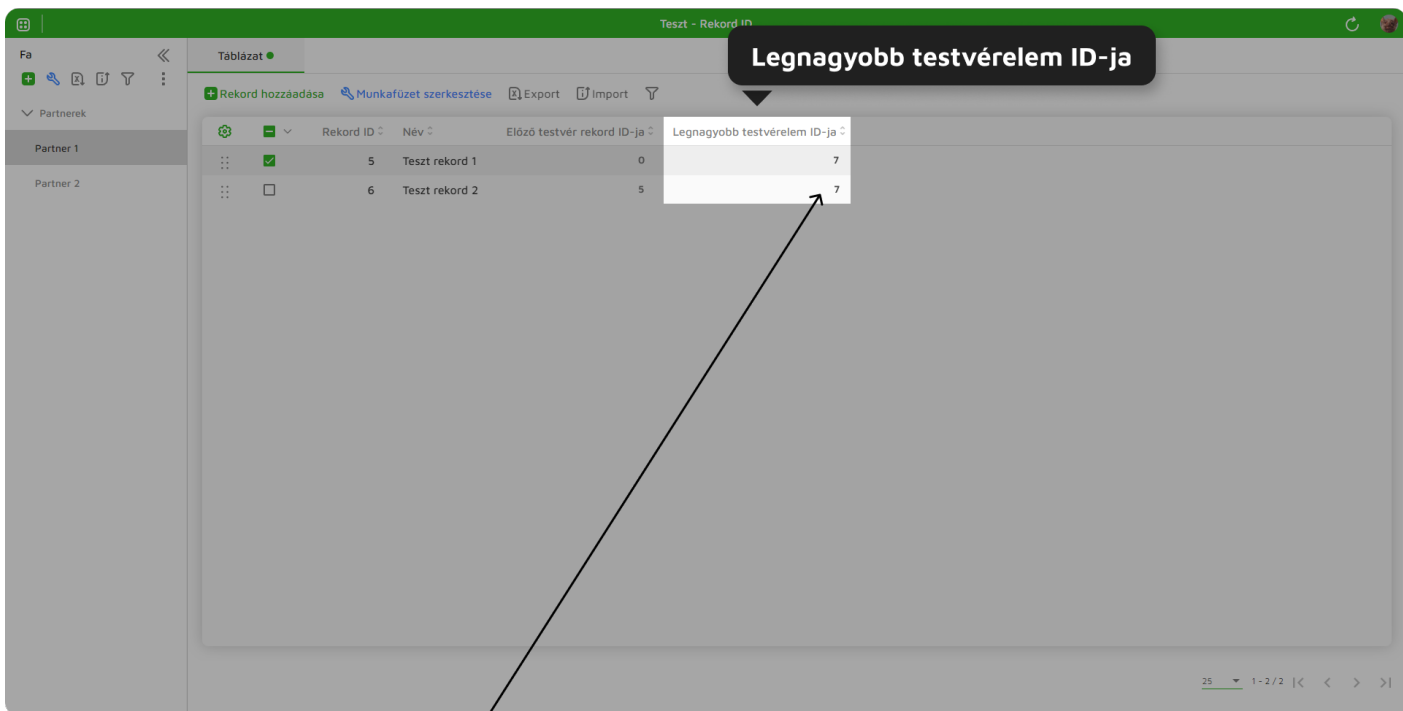 Teszt - Rekord ID
Legnagyobb testvérelem ID-ja
Fa
Táblázat
Rekord hozzáadása Munkafüzet szerkesztése Export Import
Partnerek
Partner 1
Partner 2
Rekord ID Név Előző testvér rekord ID-ja Legnagyobb testvérelem ID-ja
5 Teszt rekord 1 0 7
6 Teszt rekord 2 5 7
25 1 - 2 / 2